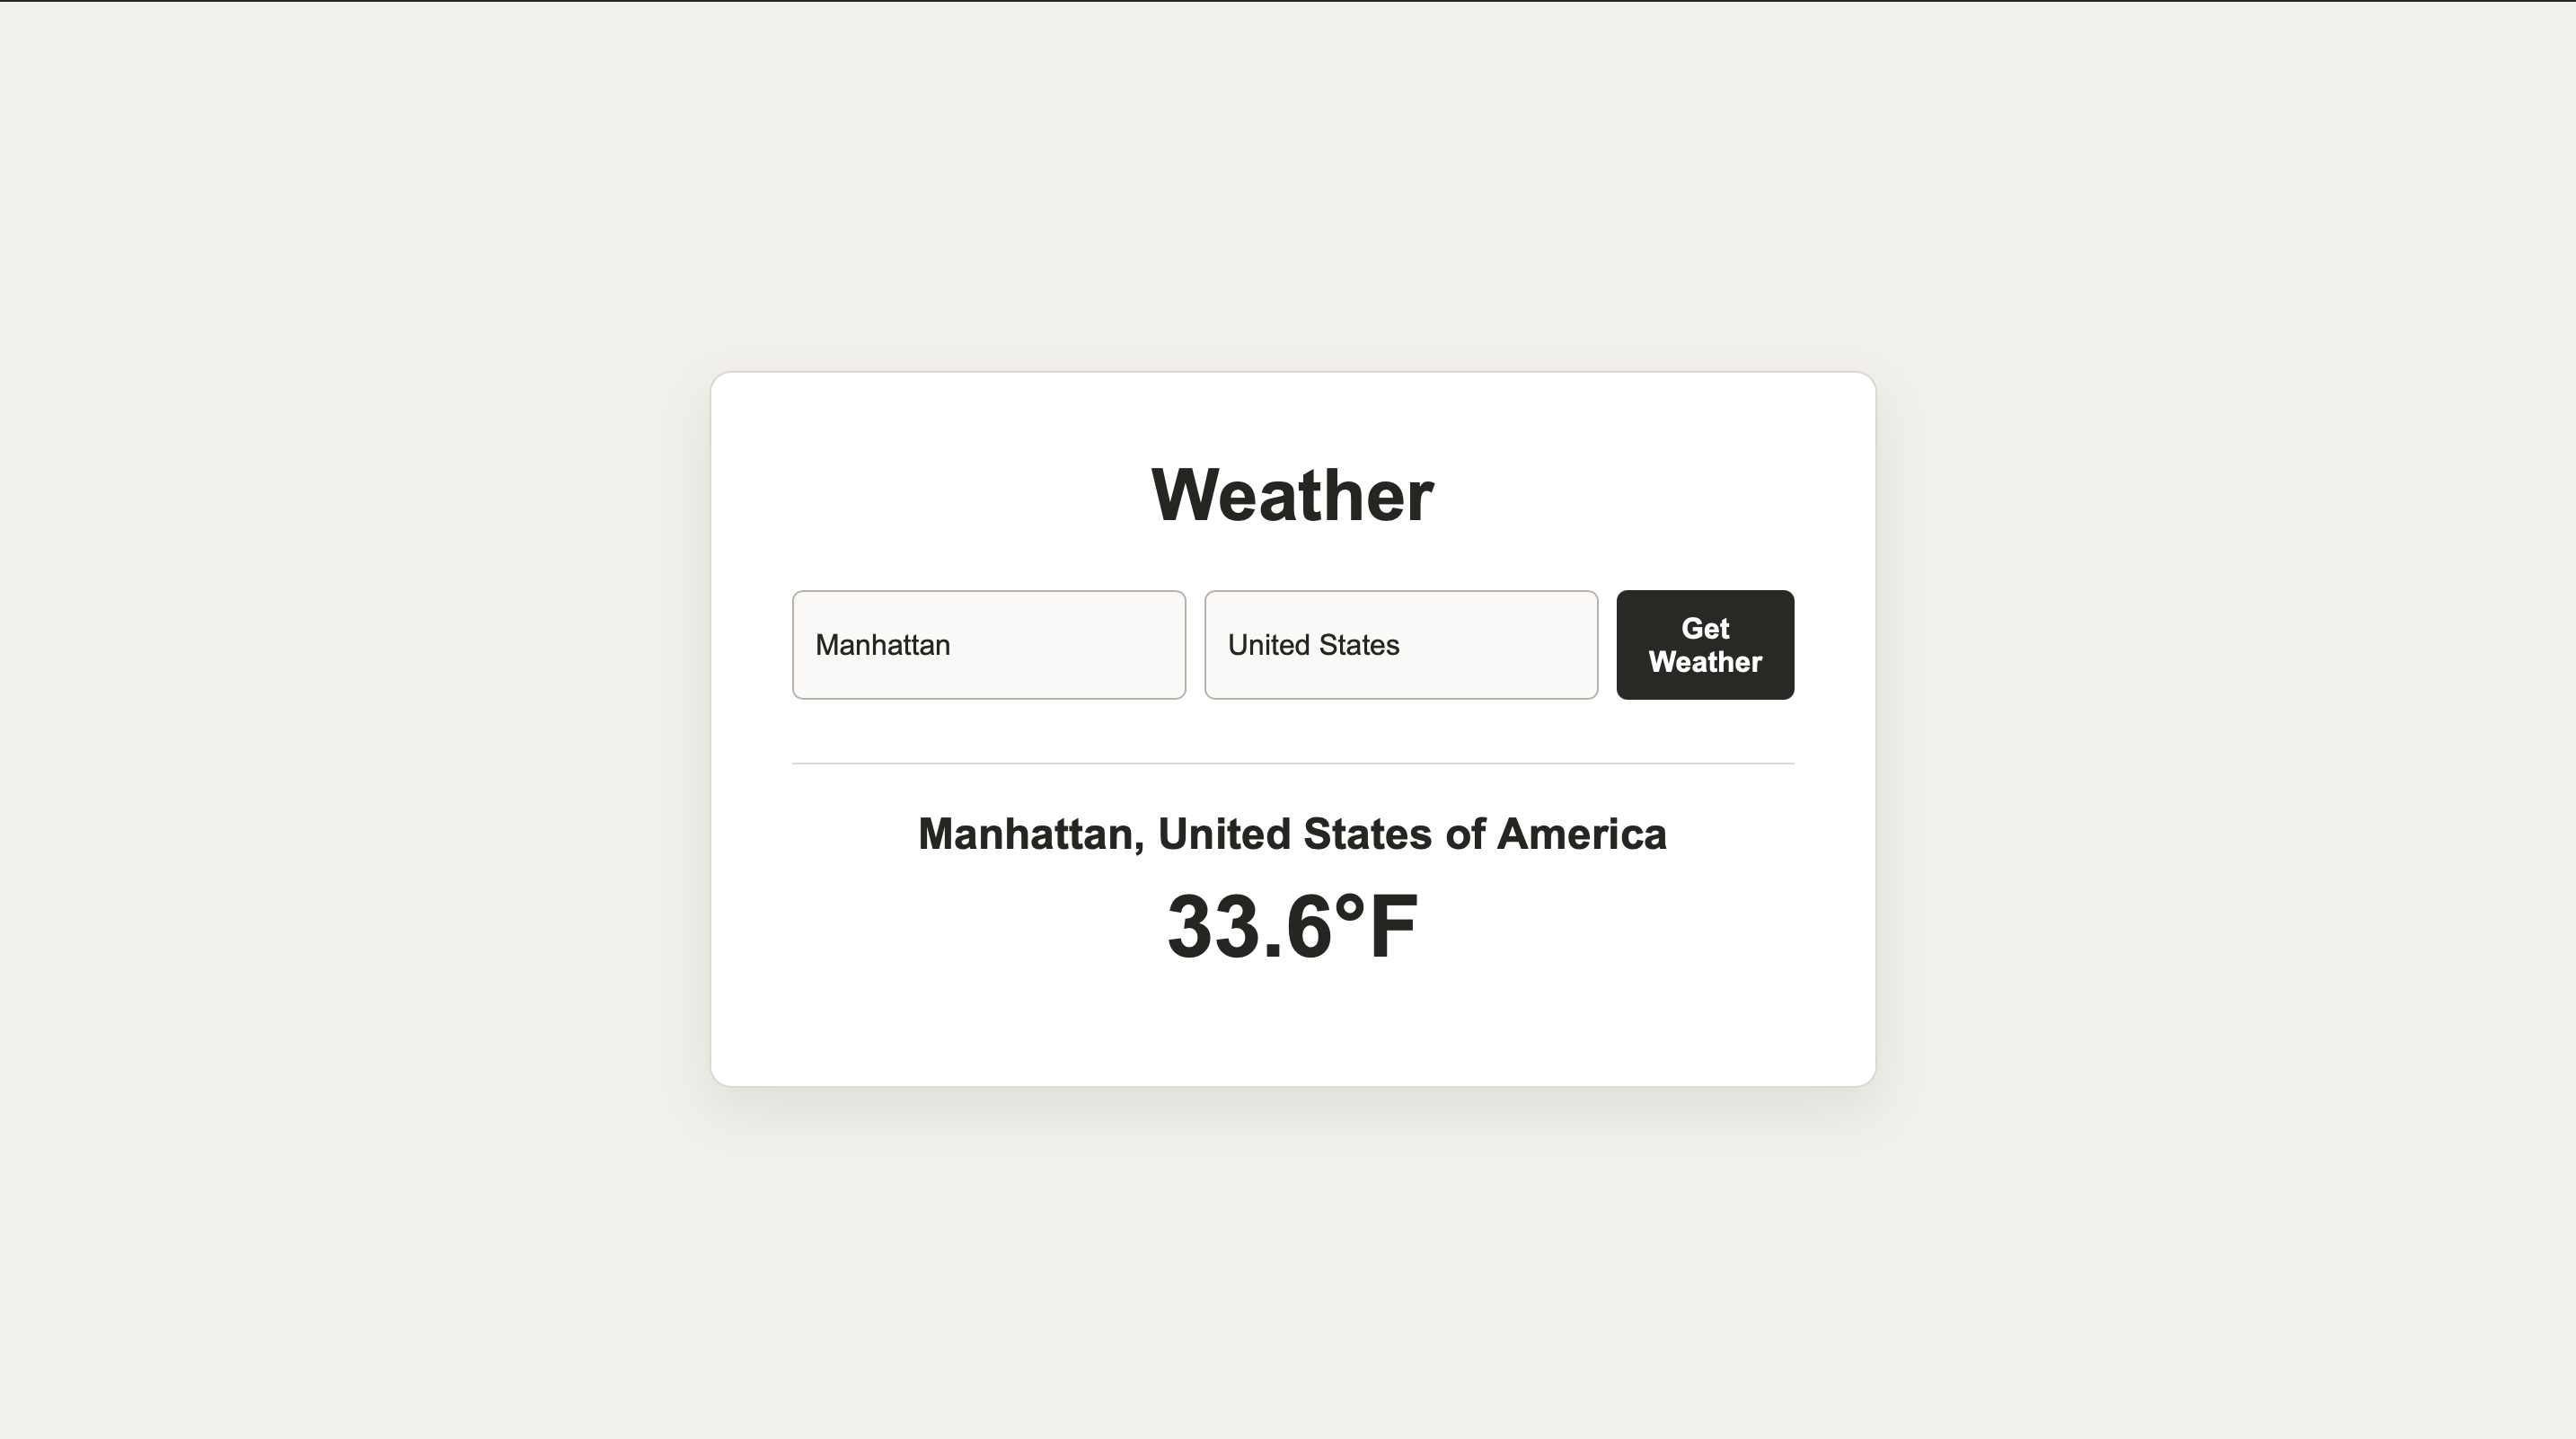 Weather
Manhattan
United States
Get
Weather
Manhattan, United States of America
33.6°F